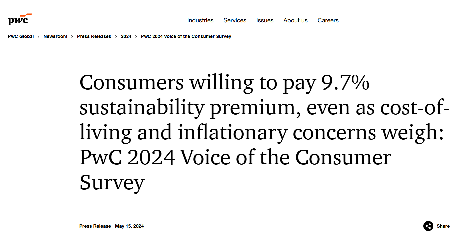 pwc
Industries Services Issues About us Careers
PwC Global > Newsroom > Press Releases > 2024 > PwC 2024 Voice of the Consumer Survey
Consumers willing to pay 9.7%
sustainability premium, even as cost-of-
living and inflationary concerns weigh:
PwC 2024 Voice of the Consumer
Survey
Press Release May 15, 2024 Share